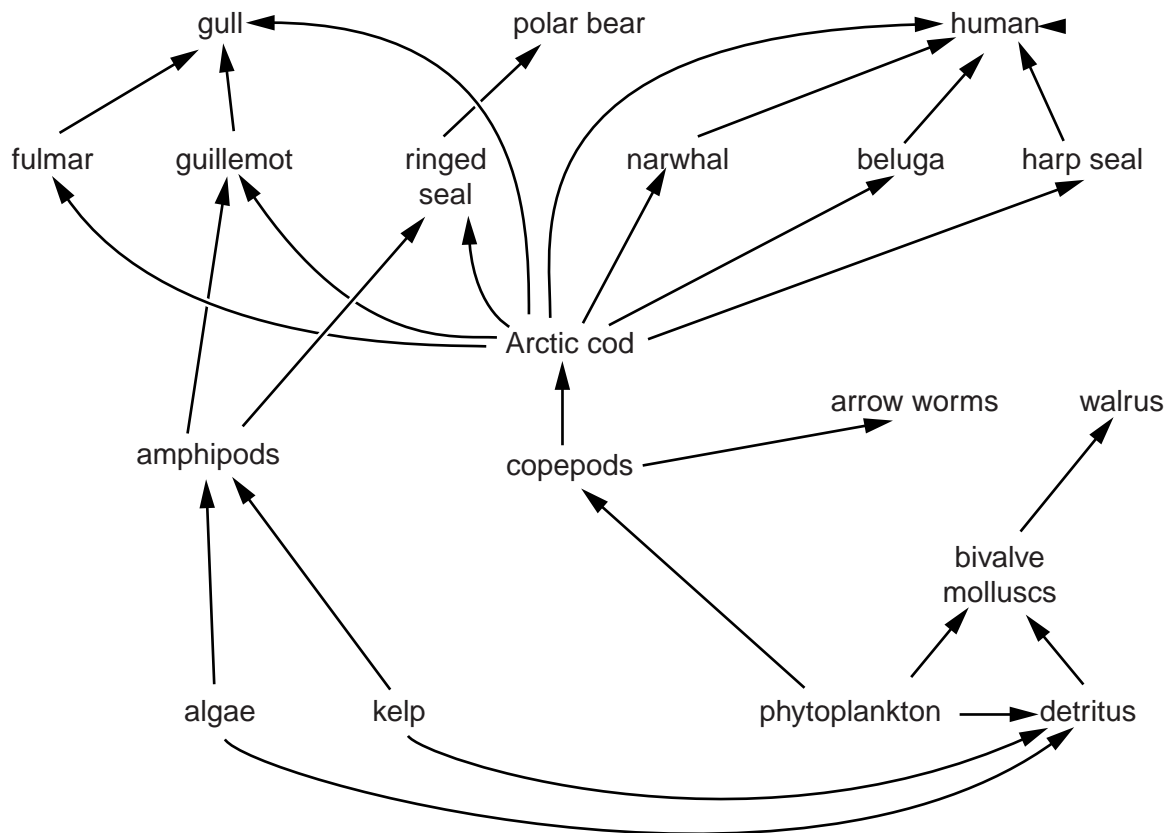 gull
polar bear
human
fulmar
guillemot
ringed
seal
narwhal
beluga
harp seal
Arctic cod
arrow worms
walrus
amphipods
copepods
bivalve
molluscs
algae
kelp
phytoplankton
detritus